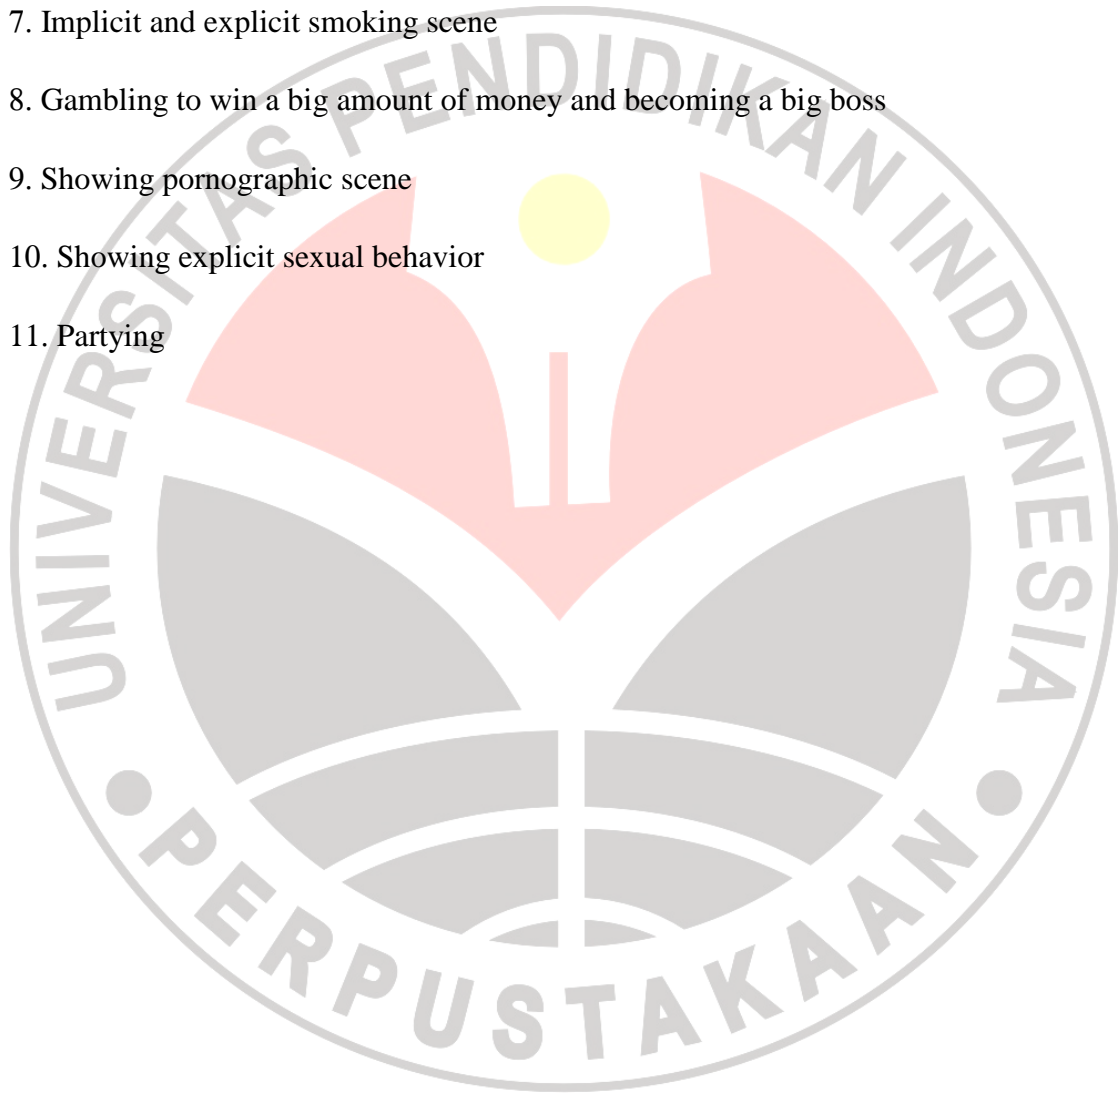 7. Implicit and explicit smoking scene
8. Gambling to win a big amount of money and becoming a big boss
9. Showing pornographic scene
10. Showing explicit sexual behavior
11. Partying
UNIVERSITAS PENDIDIKAN INDONESIA
PERPUSTAKAAN